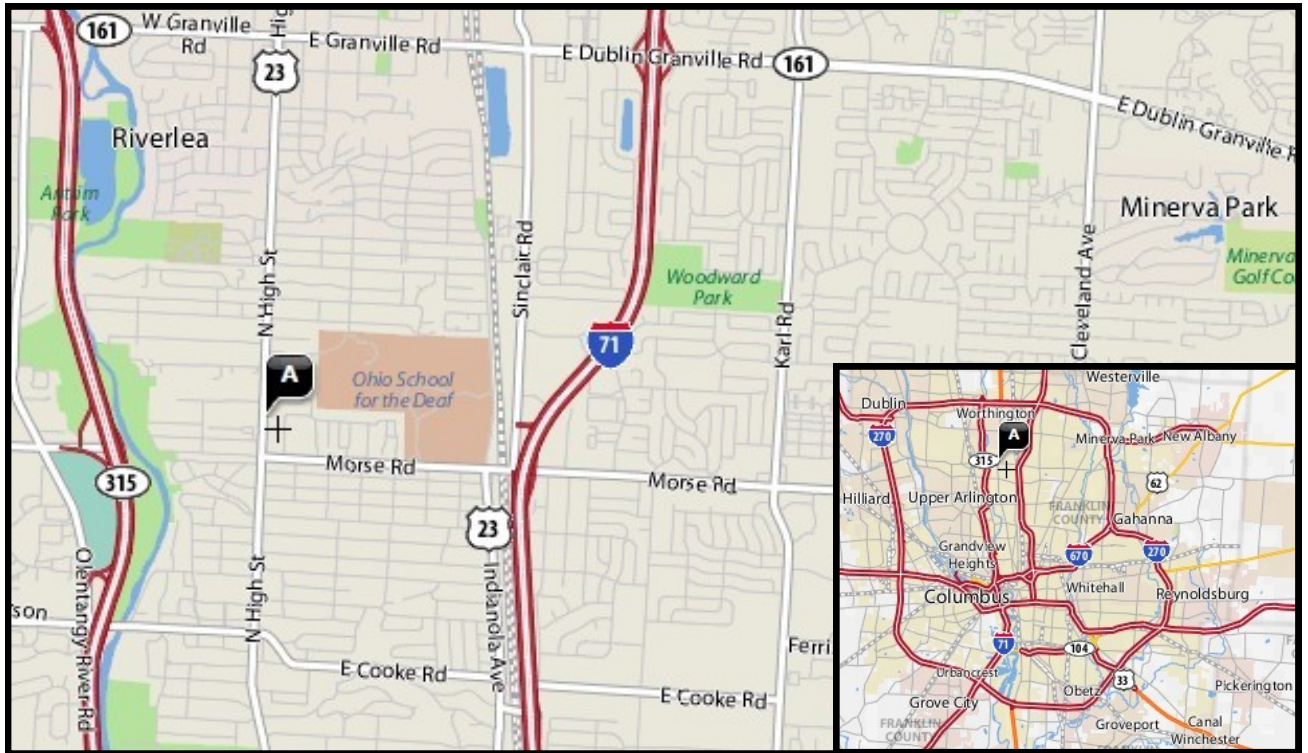 161
W Granville
Rd
Hig
E Granville Rd
23
E Dublin Granville Rd
161
E Dublin Granville R
Riverlea
Antrim
Park
Minerva Park
N High St
Sinclair Rd
Woodward
Park
Karl Rd
Cleveland Ave
Minerva
Golf Co
71
A
Ohio School
for the Deaf
Morse Rd
Morse Rd
315
23
Olentangy River Rd
N High St
Indianola Ave
son
E Cooke Rd
E Cooke Rd
Ferri
Westerville
Dublin
Worthington
270
A
Minerva Park
New Albany
315
62
Hilliard
Upper Arlington
FRANKLIN
COUNTY
Gahanna
Grandview
Heights
670
270
Columbus
Whitehall
Reynoldsburg
71
104
Urbancrest
33
Obetz
Pickerington
Grove City
Groveport
Canal
Winchester
FRANKLIN
COUNTY